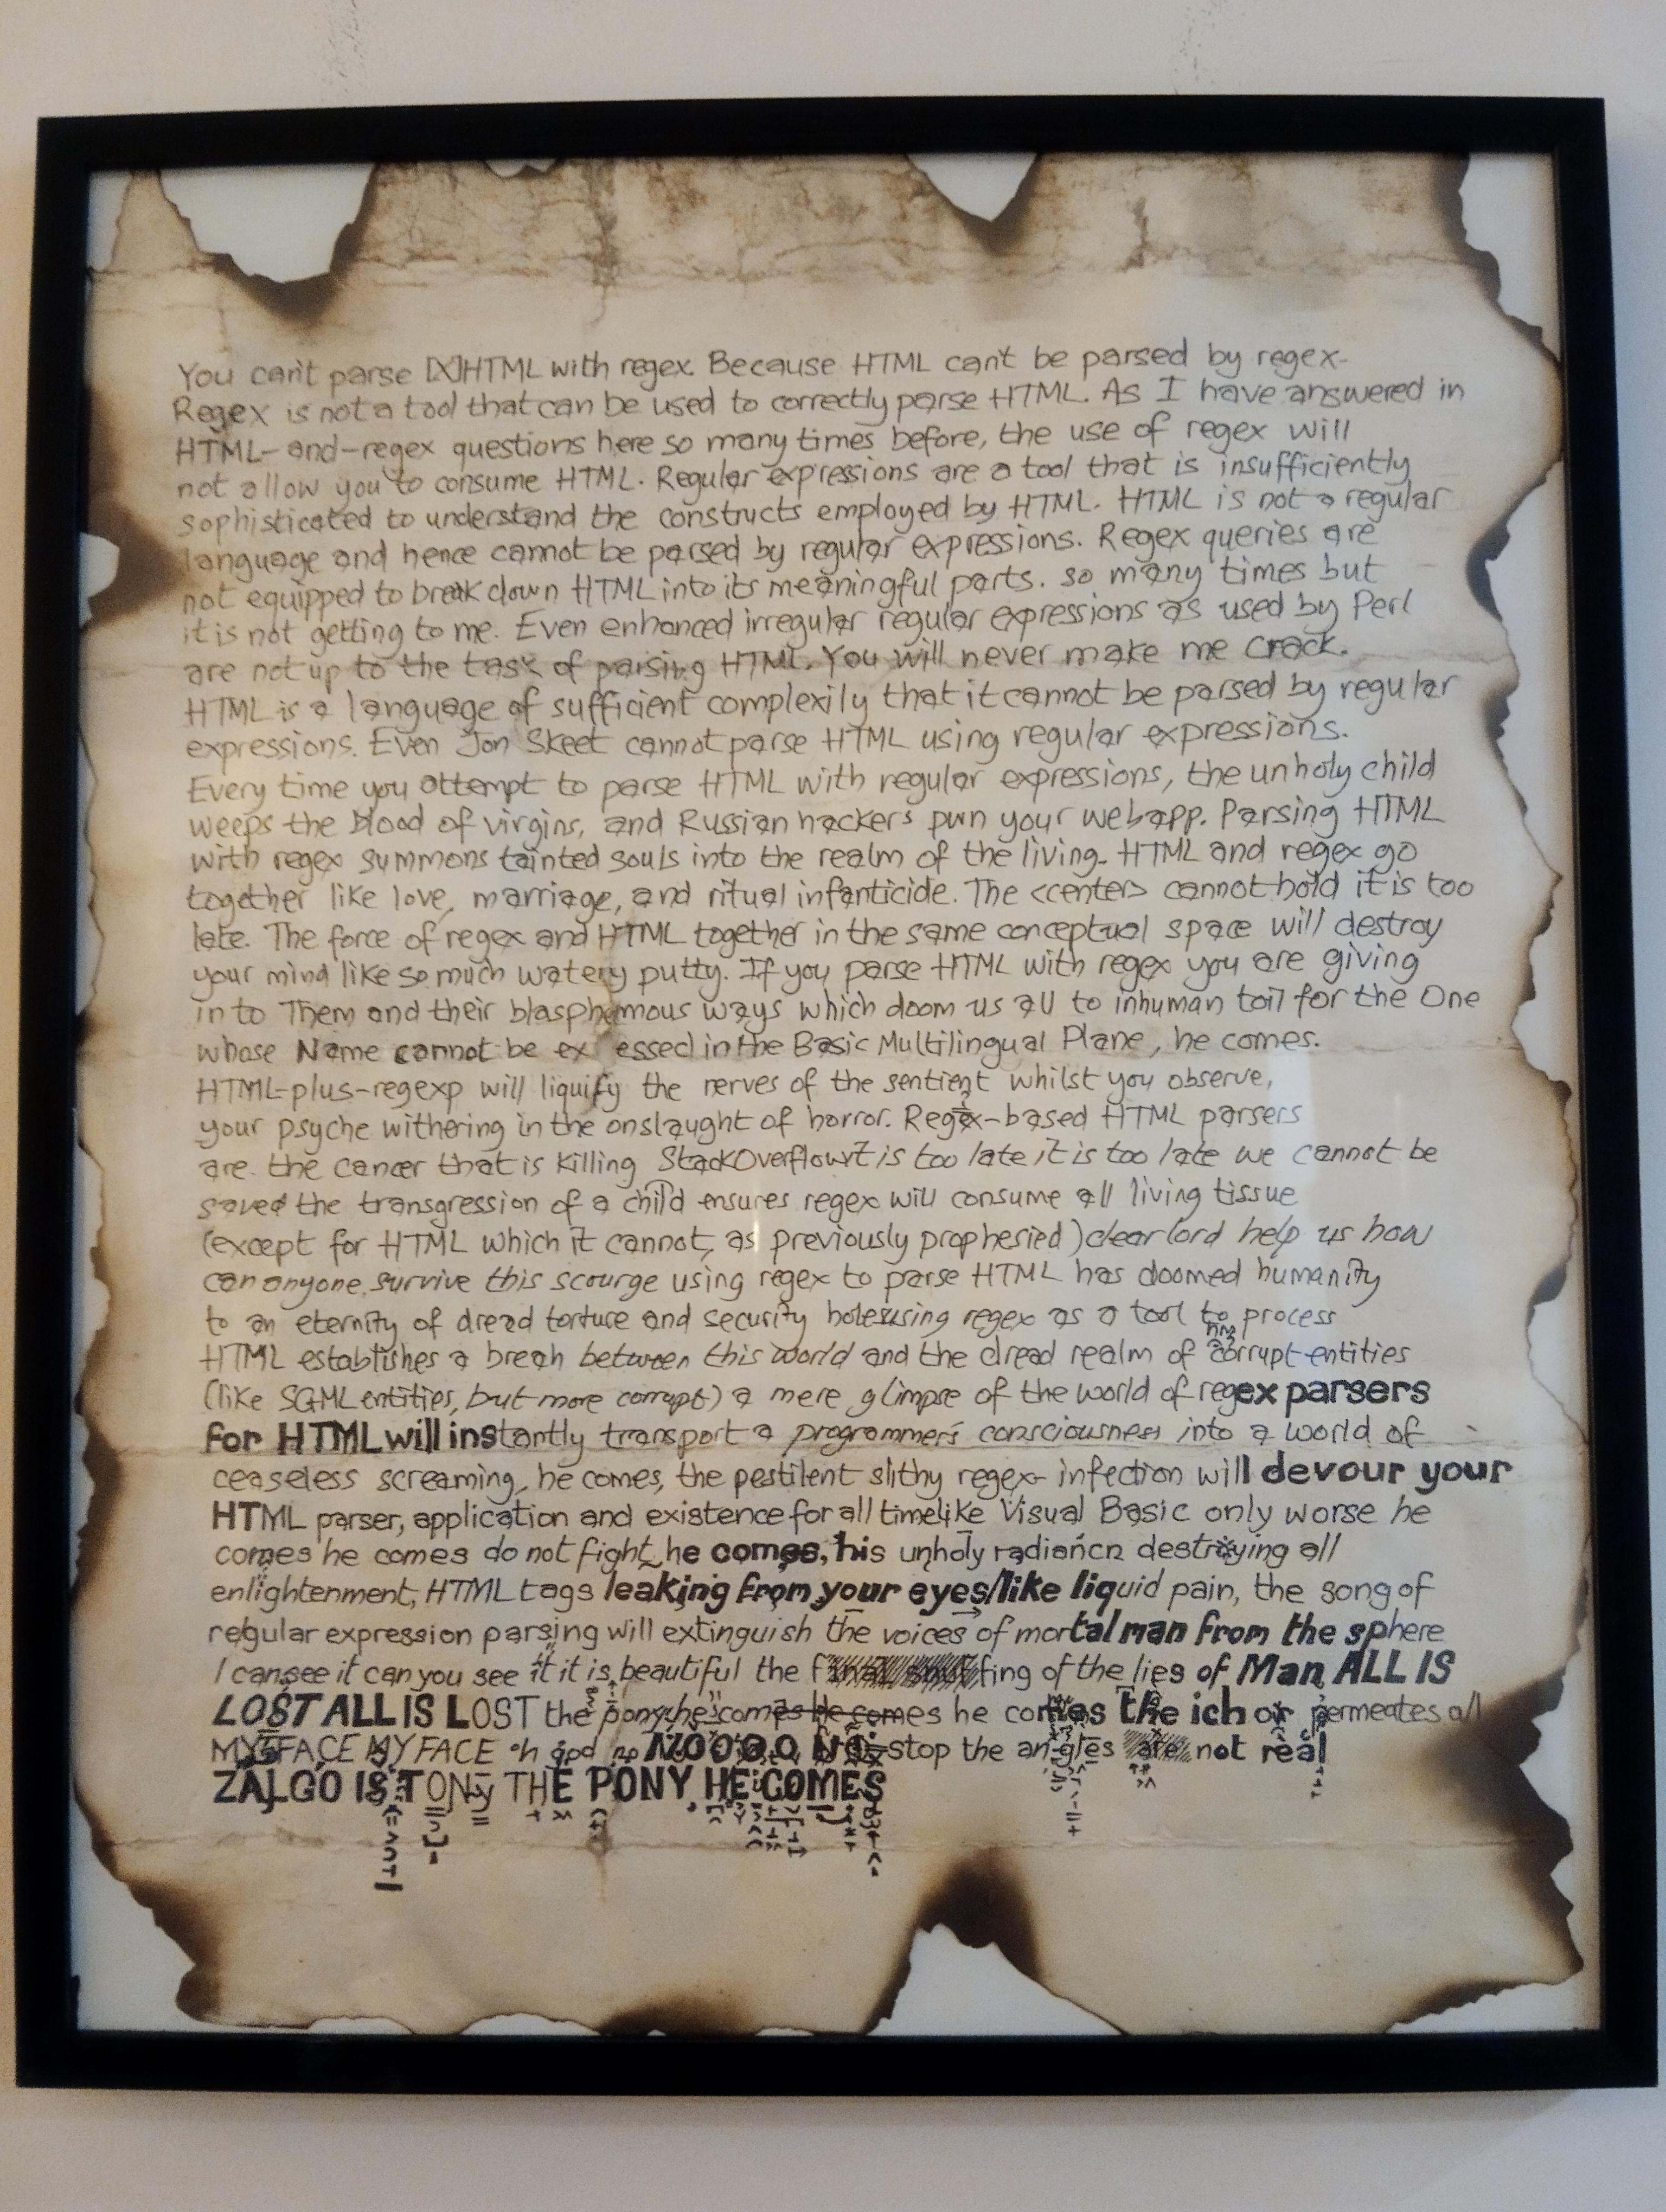 You can't parse [X]HTML with regex. Because HTML can't be parsed by regex.
Regex is not a tool that can be used to correctly parse HTML. As I have answered in
HTML-and-regex questions here so many times before, the use of regex will
not allow you to consume HTML. Regular expressions are a tool that is insufficiently
sophisticated to understand the constructs employed by HTML. HTML is not a regular
language and hence cannot be parsed by regular expressions. Regex queries are
not equipped to break down HTML into its meaningful parts. so many times but
it is not getting to me. Even enhanced irregular regular expressions as used by Perl
are not up to the task of parsing HTML. You will never make me crack.
HTML is a language of sufficient complexily that it cannot be parsed by regular
expressions. Even Jon Skeet cannot parse HTML using regular expressions.
Every time you attempt to parse HTML with regular expressions, the unholy child
weeps the blood of virgins, and Russian hackers pwn your webapp. Parsing HTML
with regex summons tainted souls into the realm of the living. HTML and regex go
together like love, marriage, and ritual infanticide. The <center> cannot hold it is too
late. The force of regex and HTML together in the same conceptual space will destroy
your mind like so much watery putty. If you parse HTML with regex you are giving
in to Them and their blasphemous ways which doom us all to inhuman toil for the One
whose Name cannot be ex essed in the Basic Multilingual Plane, he comes.
HTML-plus-regexp will liquify the nerves of the sentient whilst you observe,
your psyche withering in the onslaught of horror. Regex-based HTML parsers
are the cancer that is killing StackOverflow it is too late it is too late we cannot be
saved the transgression of a child ensures regex will consume all living tissue
(except for HTML which it cannot, as previously prophesied) dear lord help us how
can anyone survive this scourge using regex to parse HTML has doomed humanity
to an eternity of dread torture and security holes using regex as a tool to process
HTML establishes a breah between this world and the dread realm of corrupt entities
(like SGML entities, but more corrupt) a mere glimpse of the world of regex parsers
for HTML will instantly transport a programmer's consciousness into a world of
ceaseless screaming, he comes, the pestilent slithy regex-infection will devour your
HTML parser, application and existence for all time like Visual Basic only worse he
comes he comes do not fight he comes, his unholy radiáncn destroying all
enlightenment, HTML tags leaking from your eyes/like liquid pain, the song of
regular expression parsing will extinguish the voices of mortal man from the sphere
I can see it can you see it it is beautiful the final snuffing of the lies of Man ALL IS
LOST ALL IS LOST the pony he comes he comes he comes the ichor permeates all
MY FACE MY FACE oh god no NOOOO stop the angles are not real
ZALGO IS TONY THE PONY HE COMES